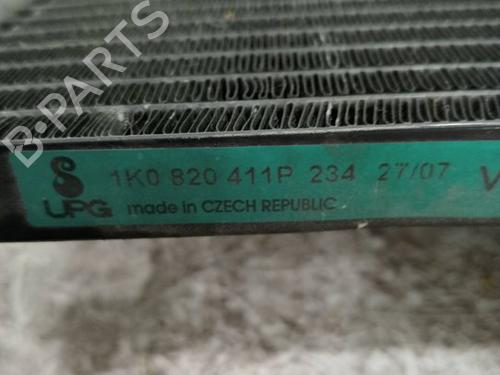 B-PARTS
1K0 820 411P 234 27/07 V
UPG made in CZECH REPUBLIC